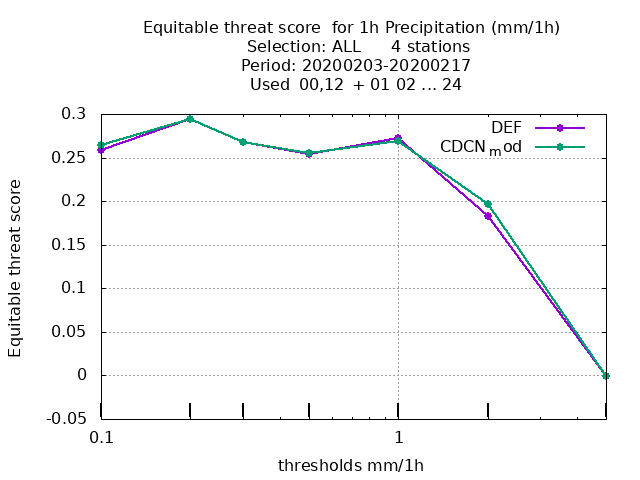 Equitable threat score  for 1h Precipitation (mm/1h)
Selection: ALL      4 stations
Period: 20200203-20200217
Used  00,12  + 01 02 ... 24
Equitable threat score
0.3
0.25
0.2
0.15
0.1
0.05
0
-0.05
DEF
CDCN_mod
0.1
1
thresholds mm/1h